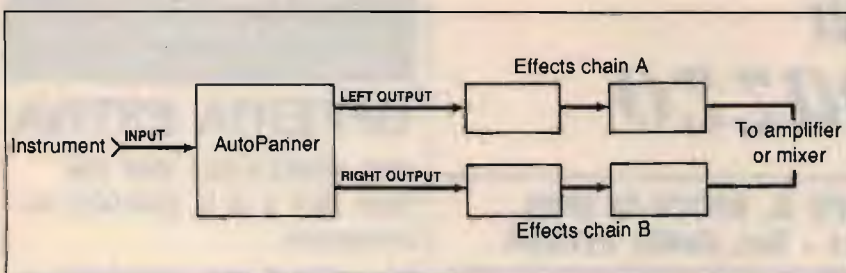 Effects chain A
LEFT OUTPUT
Instrument
INPUT
AutoPanner
To amplifier
or mixer
RIGHT OUTPUT
Effects chain B